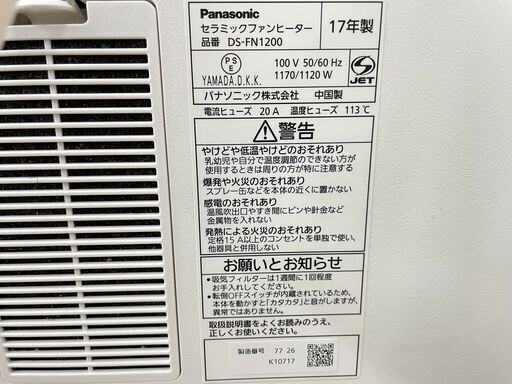 Panasonic
セラミックファンヒーター
品番 DS-FN1200
17年製
PS
E
YAMADA.D.K.K.
100 V 50/60 Hz
1170/1120 W
JET
パナソニック株式会社 中国製
電流ヒューズ 20 A 温度ヒューズ 113℃
警告
やけどや低温やけどのおそれあり
乳幼児や自分で温度調節のできない方が
使用するときは周りの方が特に注意する
爆発や火災のおそれあり
スプレー缶などを本体の近くに置かない
感電のおそれあり
温風吹出口やすき間にピンや針金など
金属物を入れない
発熱による火災のおそれあり
定格15 A以上のコンセントを単独で使い、
他器具と併用しない
お願いとお知らせ
●吸気フィルターは1週間に1回程度
お手入れしてください。
●転倒OFFスイッチが内蔵されているため、
本体を動かすと「カタカタ」と音がしますが、
異常ではありません。
取扱説明書をよくお読みのうえ、
正しくお使いください。
製造番号 77 26
K10717